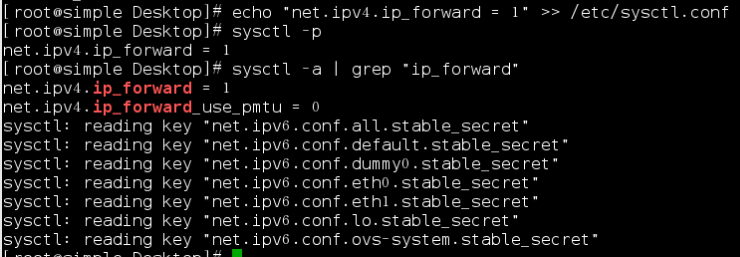 [root@simple Desktop]# echo "net.ipv4.ip_forward = 1" >> /etc/sysctl.conf
[root@simple Desktop]# sysctl -p
net.ipv4.ip_forward = 1
[root@simple Desktop]# sysctl -a | grep "ip_forward"
net.ipv4.ip_forward = 1
net.ipv4.ip_forward_use_pmtu = 0
sysctl: reading key "net.ipv6.conf.all.stable_secret"
sysctl: reading key "net.ipv6.conf.default.stable_secret"
sysctl: reading key "net.ipv6.conf.dummy0.stable_secret"
sysctl: reading key "net.ipv6.conf.eth0.stable_secret"
sysctl: reading key "net.ipv6.conf.eth1.stable_secret"
sysctl: reading key "net.ipv6.conf.lo.stable_secret"
sysctl: reading key "net.ipv6.conf.ovs-system.stable_secret"
[root@simple Desktop]#